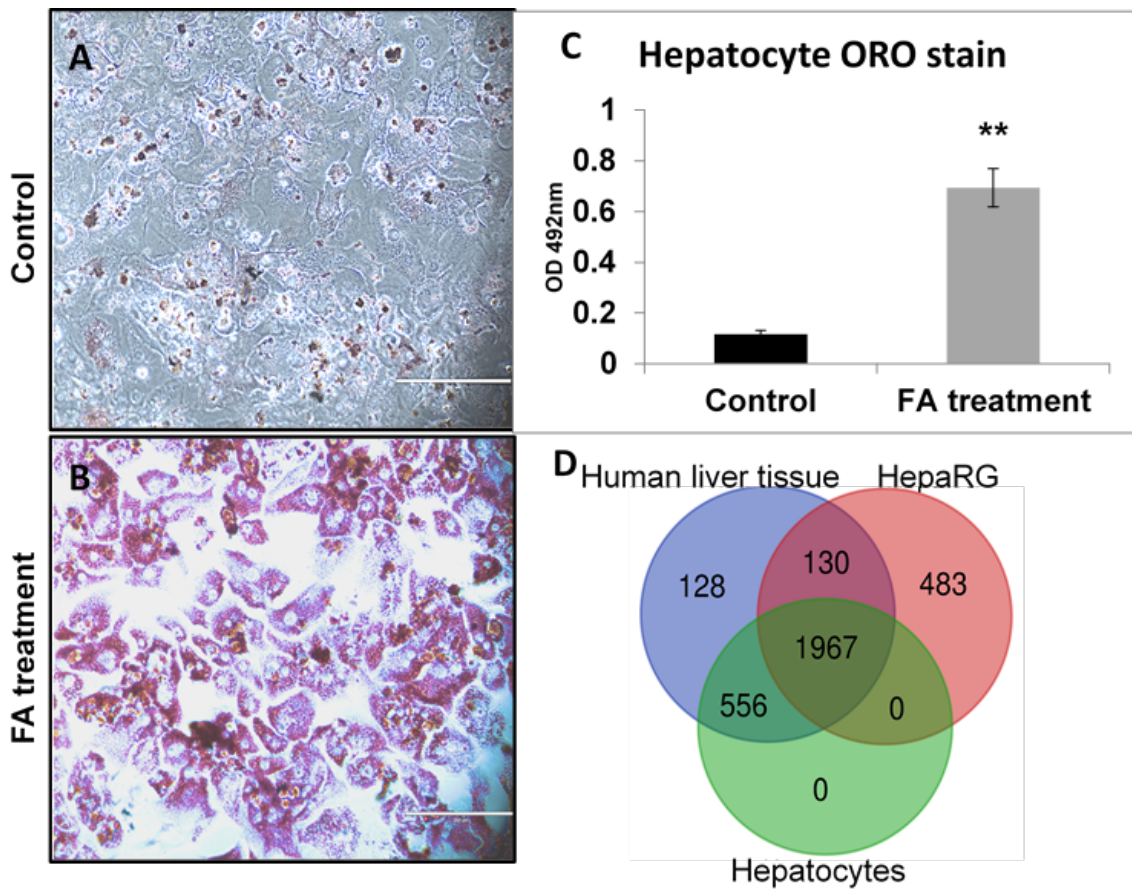 Control
A
FA treatment
B
C
Hepatocyte ORO stain
OD 492nm
1
0.8
0.6
0.4
0.2
0
**
Control
FA treatment
D
Human liver tissue
HepaRG
128
130
483
1967
556
0
0
Hepatocytes